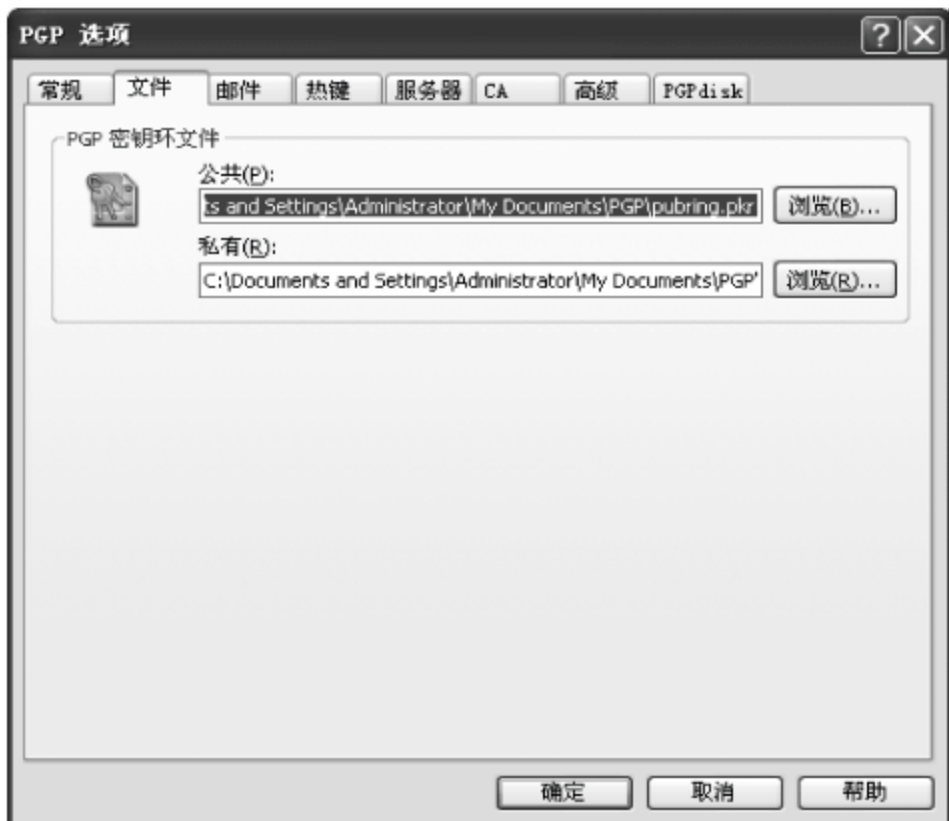 PGP 选项
常规 文件 邮件 热键 服务器 CA 高级 PGPdisk
PGP 密钥环文件
公共(P):
ts and Settings\Administrator\My Documents\PGP\pubring.pkr 浏览(B)...
私有(R):
C:\Documents and Settings\Administrator\My Documents\PGP\ 浏览(R)...
确定 取消 帮助